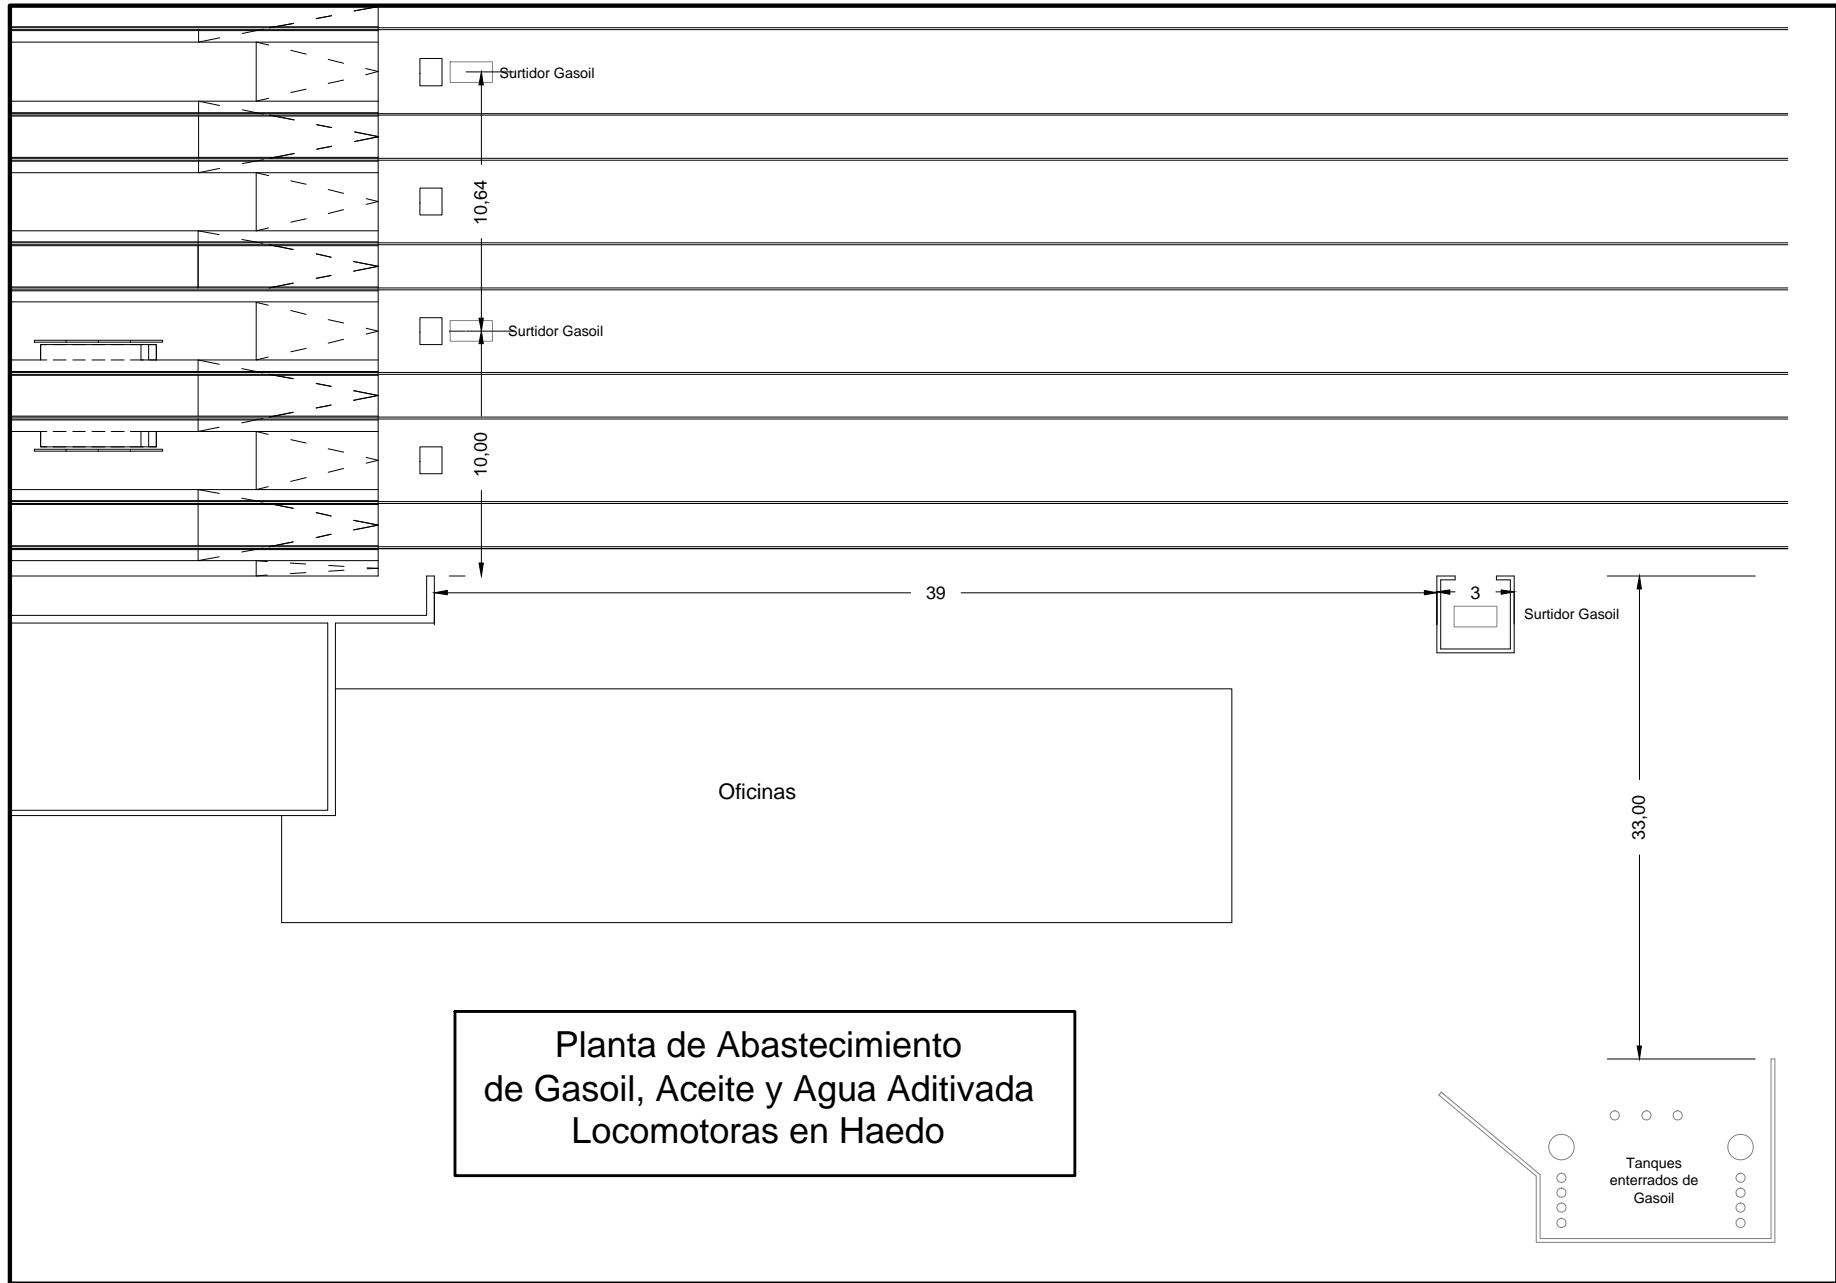 Surtidor Gasoil
10,64
Surtidor Gasoil
10,00
39
3
Surtidor Gasoil
Oficinas
33,00
Planta de Abastecimiento
de Gasoil, Aceite y Agua Aditivada
Locomotoras en Haedo
Tanques
enterrados de
Gasoil